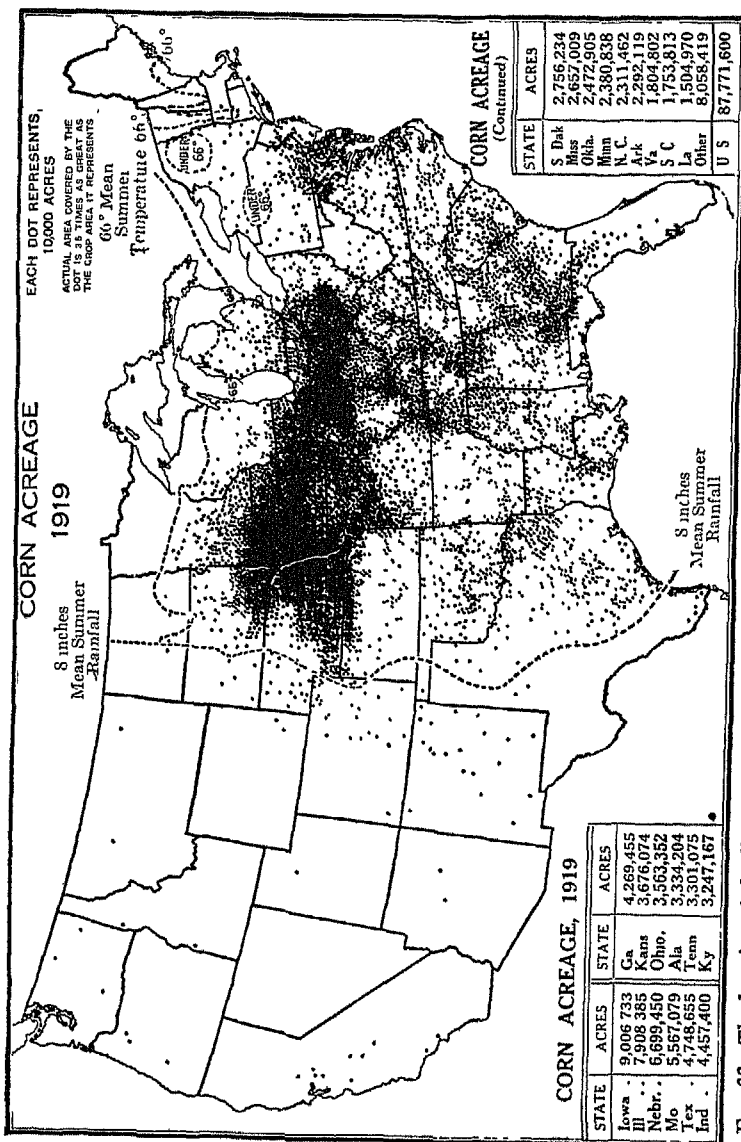 CORN ACREAGE
1919
EACH DOT REPRESENTS,
10,000 ACRES
ACTUAL AREA COVERED BY THE
DOT IS 35 TIMES AS GREAT AS
THE CROP AREA IT REPRESENTS
66° Mean
Summer
Temperature 66°
66°
UNDER
66°
UNDER
66°
66°
8 inches
Mean Summer
Rainfall
8 inches
Mean Summer
Rainfall
CORN ACREAGE, 1919
STATE ACRES STATE ACRES
Iowa . 9,006 733 Ga 4,269,455
Ill . . 7,908 385 Kans 3,676,074
Nebr. . 6,699,450 Ohio. 3,563,352
Mo 5,567,079 Ala 3,334,204
Tex . 4,748,655 Tenn 3,301,075
Ind . 4,457,400 Ky 3,247,167
CORN ACREAGE
(Continued)
STATE ACRES
S Dak 2,756,234
Miss 2,657,009
Okla. 2,472,905
Minn 2,380,838
N. C. 2,311,462
Ark 2,292,119
Va 1,804,802
S C 1,753,813
La 1,504,970
Other 8,058,419
U S 87,771,600